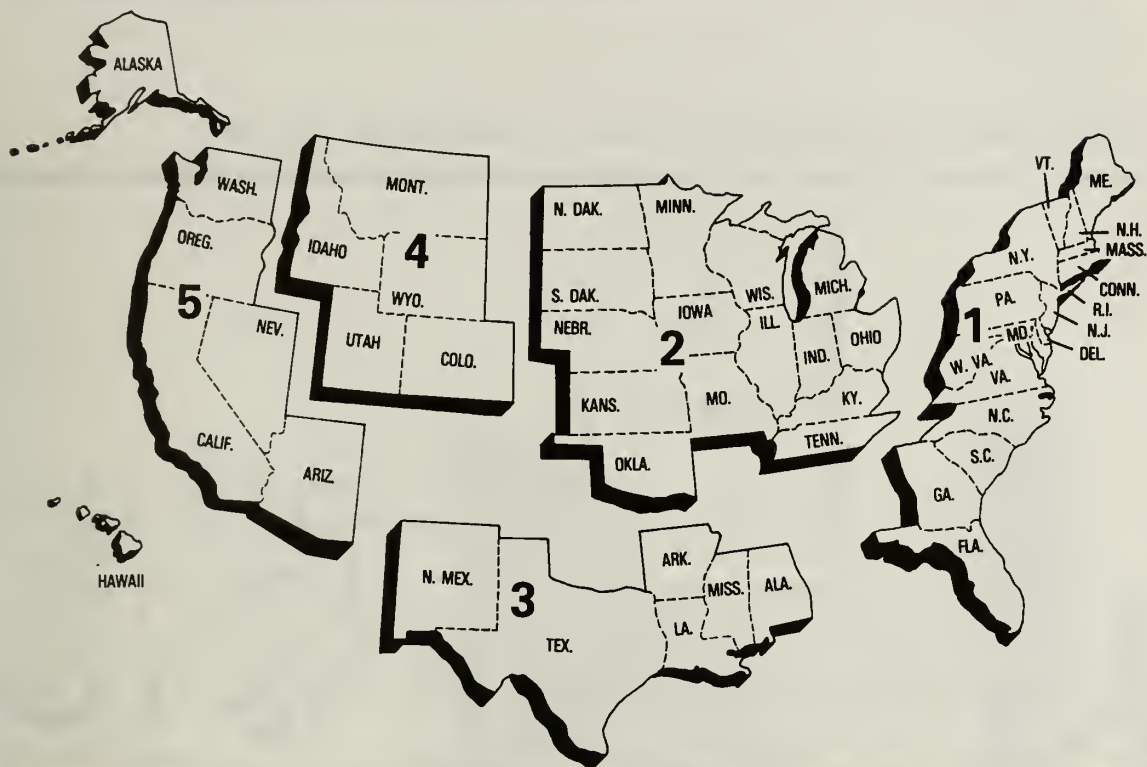 ALASKA
WASH.
OREG.
5
NEV.
CALIF.
ARIZ.
HAWAII
MONT.
IDAHO
4
WYO.
UTAH
COLO.
N. DAK.
MINN.
S. DAK.
WIS.
MICH.
NEBR.
IOWA
2
ILL.
IND.
OHIO
KANS.
MO.
KY.
OKLA.
TENN.
N. MEX.
3
TEX.
ARK.
MISS.
ALA.
LA.
VT.
ME.
N.H.
N.Y.
MASS.
CONN.
PA.
R.I.
1
MD.
N.J.
DEL.
W. VA.
VA.
N.C.
S.C.
GA.
FLA.